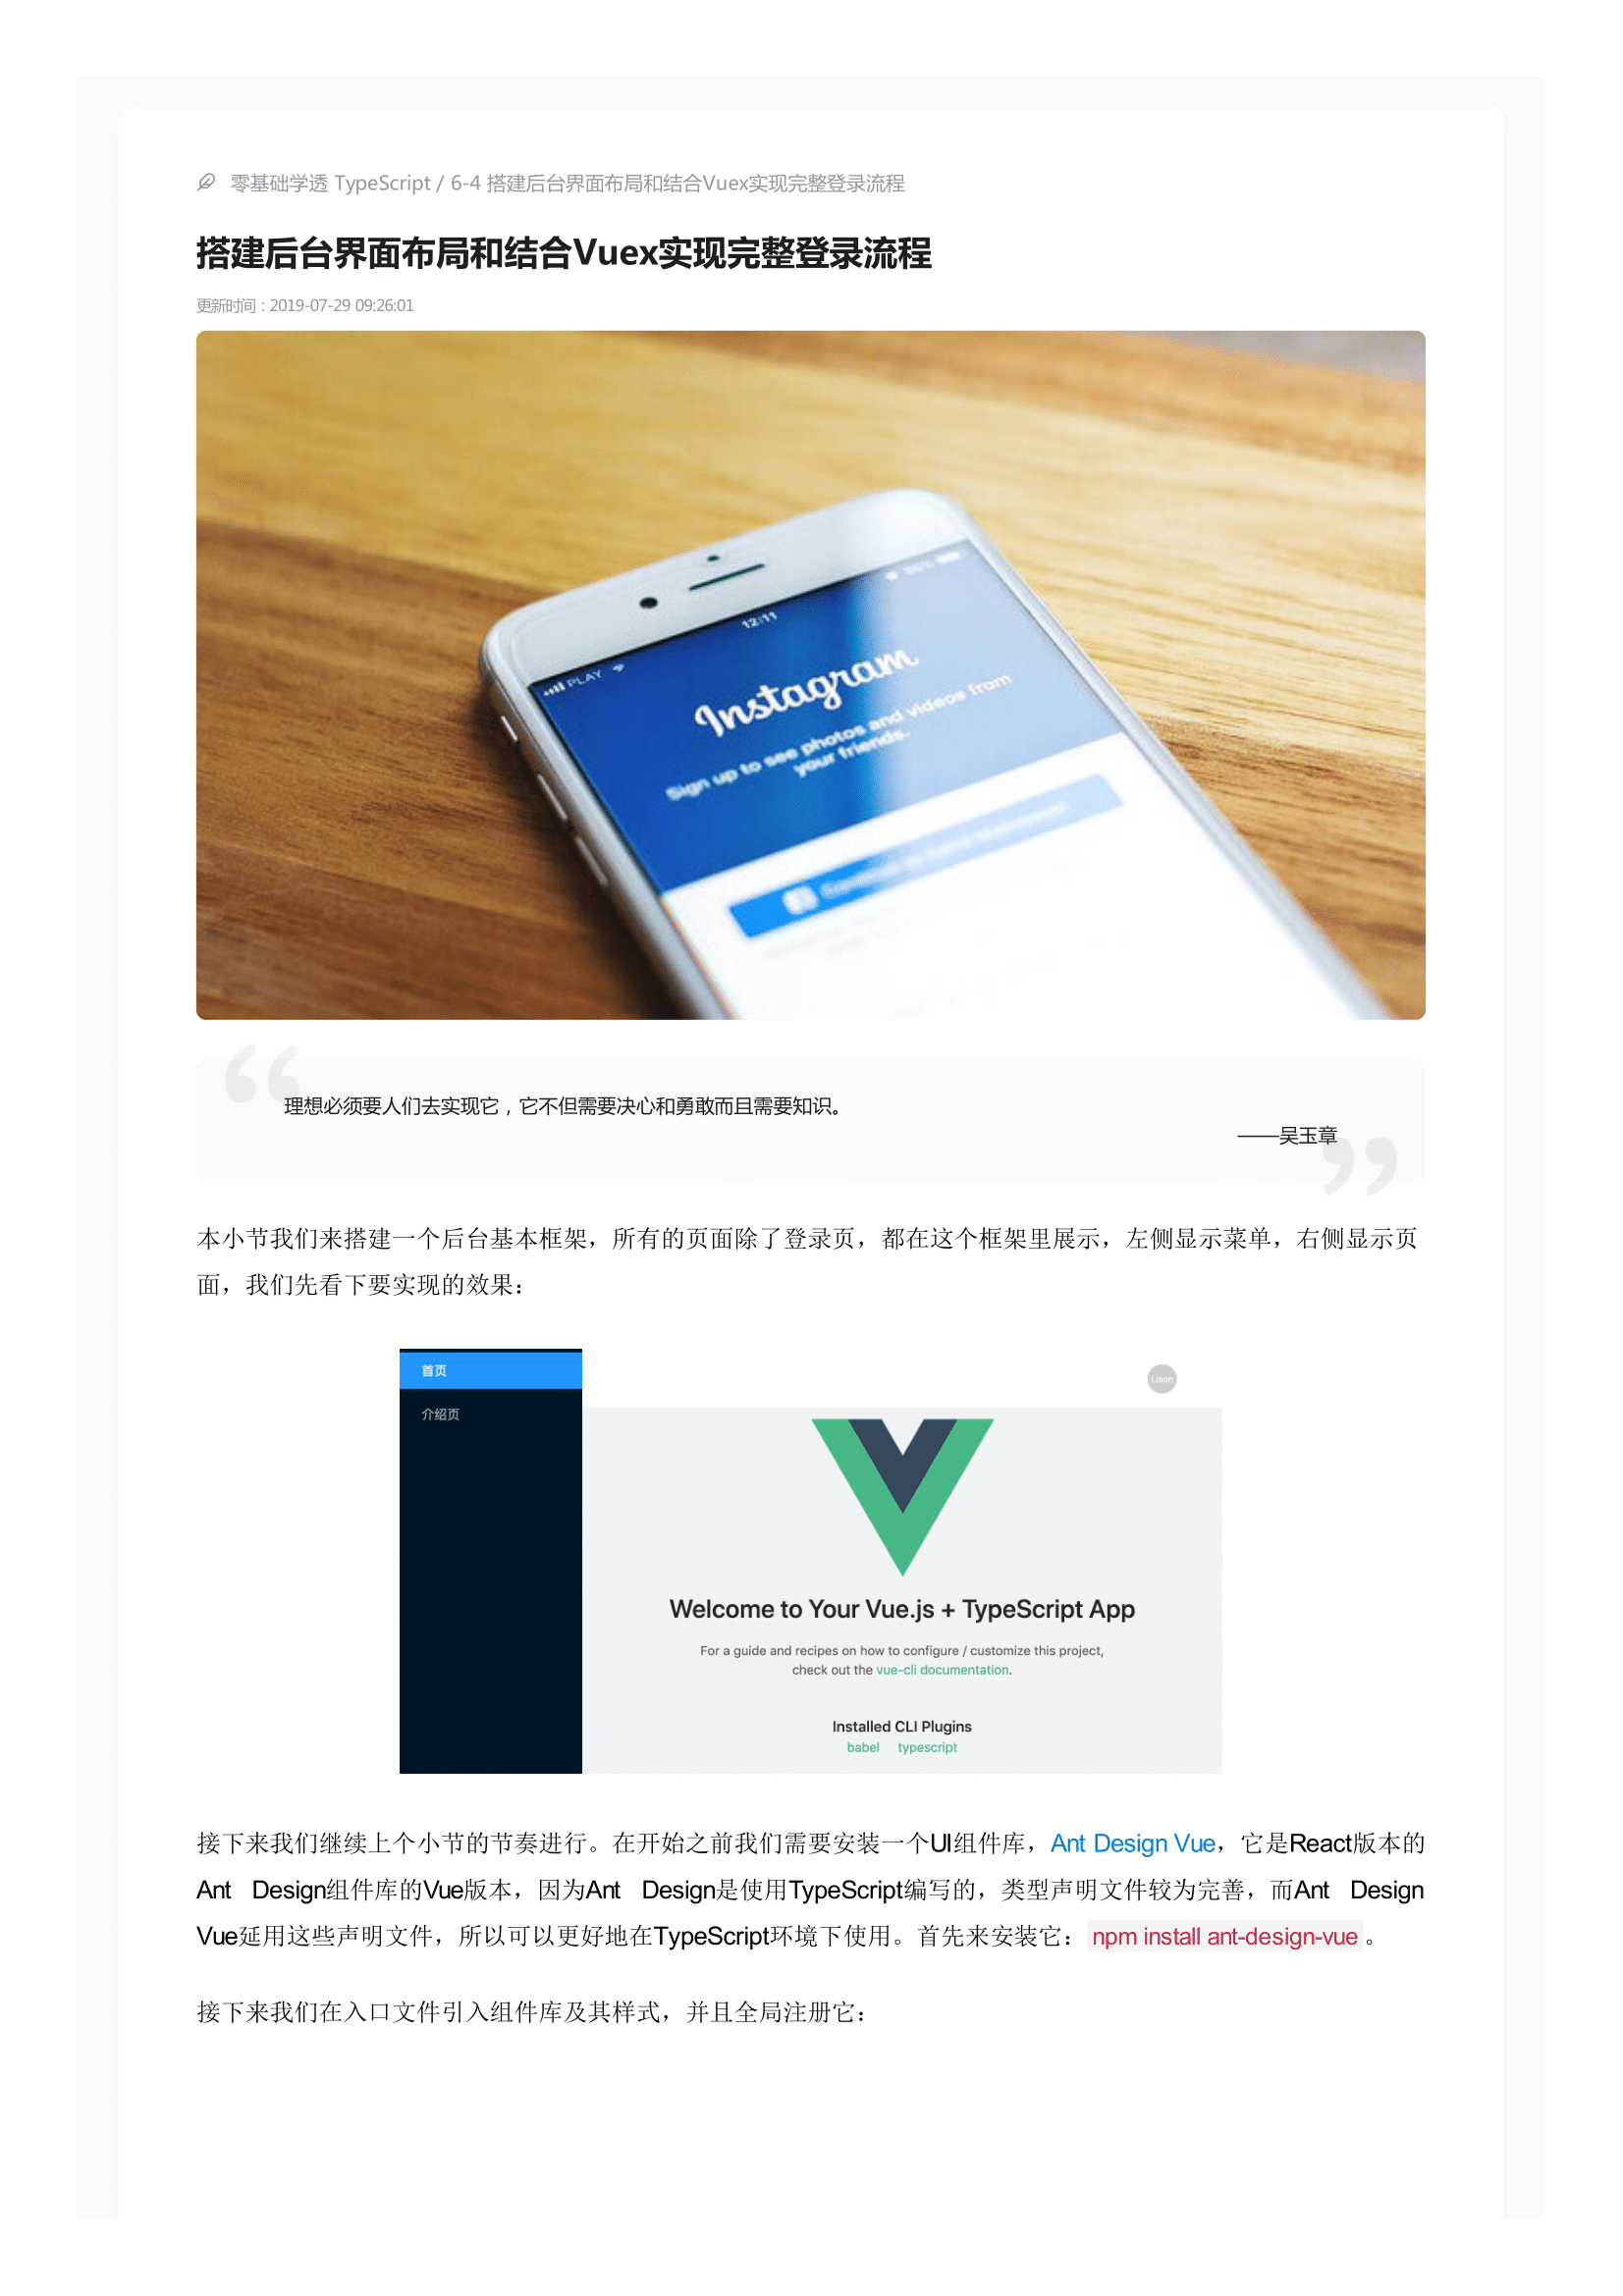 零基础学透 TypeScript / 6-4 搭建后台界面布局和结合Vuex实现完整登录流程
搭建后台界面布局和结合Vuex实现完整登录流程
更新时间：2019-07-29 09:26:01
PLAY
12:11
56%
Instagram
Sign up to see photos and videos from
your friends.
理想必须要人们去实现它，它不但需要决心和勇敢而且需要知识。
——吴玉章
本小节我们来搭建一个后台基本框架，所有的页面除了登录页，都在这个框架里展示，左侧显示菜单，右侧显示页
面，我们先看下要实现的效果：
首页
Lison
介绍页
Welcome to Your Vue.js + TypeScript App
For a guide and recipes on how to configure / customize this project,
check out the vue-cli documentation.
Installed CLI Plugins
babel typescript
接下来我们继续上个小节的节奏进行。在开始之前我们需要安装一个UI组件库，Ant Design Vue，它是React版本的
Ant Design组件库的Vue版本，因为Ant Design是使用TypeScript编写的，类型声明文件较为完善，而Ant Design
Vue延用这些声明文件，所以可以更好地在TypeScript环境下使用。首先来安装它：npm install ant-design-vue。
接下来我们在入口文件引入组件库及其样式，并且全局注册它：